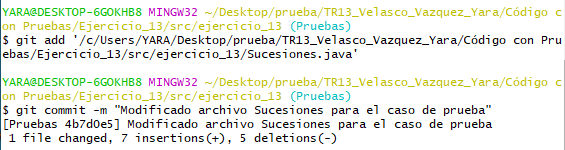 YARA@DESKTOP-6GOKHB8 MINGW32 ~/Desktop/prueba/TR13_Velasco_Vazquez_Yara/Código c
on Pruebas/Ejercicio_13/src/ejercicio_13 (Pruebas)
$ git add '/c/Users/YARA/Desktop/prueba/TR13_Velasco_Vazquez_Yara/Código con Pru
ebas/Ejercicio_13/src/ejercicio_13/Sucesiones.java'
YARA@DESKTOP-6GOKHB8 MINGW32 ~/Desktop/prueba/TR13_Velasco_Vazquez_Yara/Código c
on Pruebas/Ejercicio_13/src/ejercicio_13 (Pruebas)
$ git commit -m "Modificado archivo Sucesiones para el caso de prueba"
[Pruebas 4b7d0e5] Modificado archivo Sucesiones para el caso de prueba
1 file changed, 7 insertions(+), 5 deletions(-)